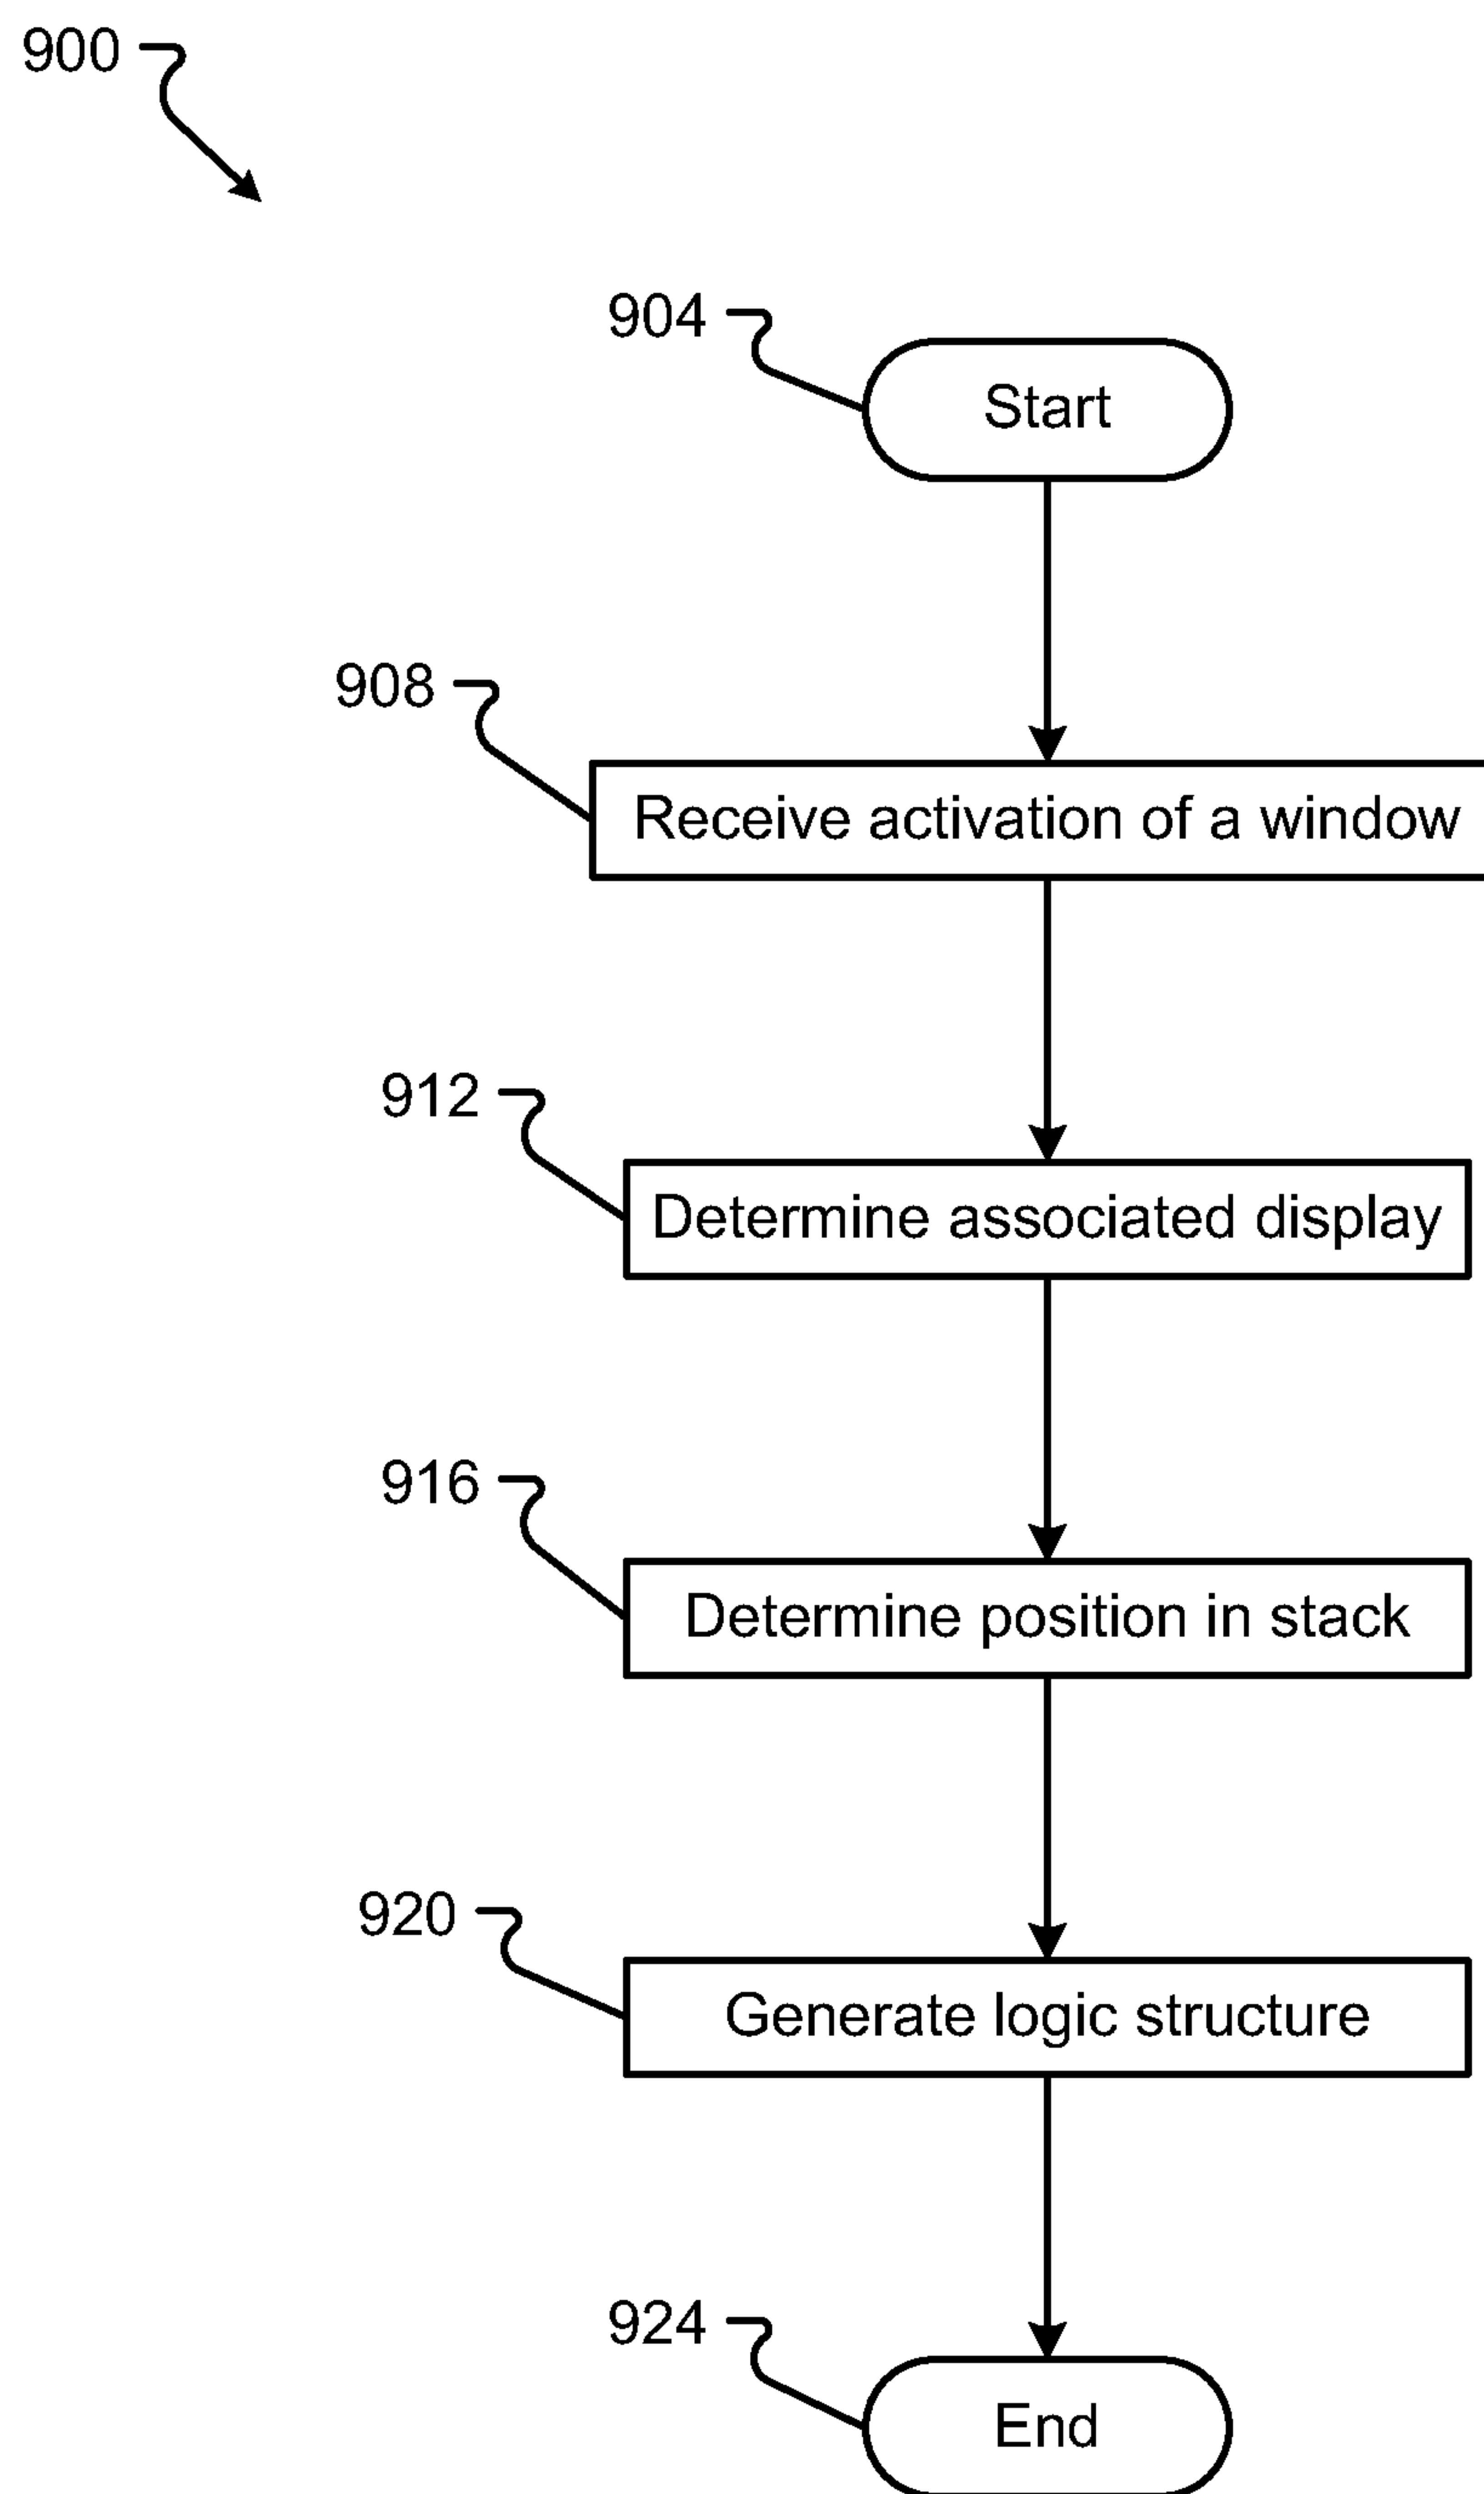 900
904
Start
908
Receive activation of a window
912
Determine associated display
916
Determine position in stack
920
Generate logic structure
924
End